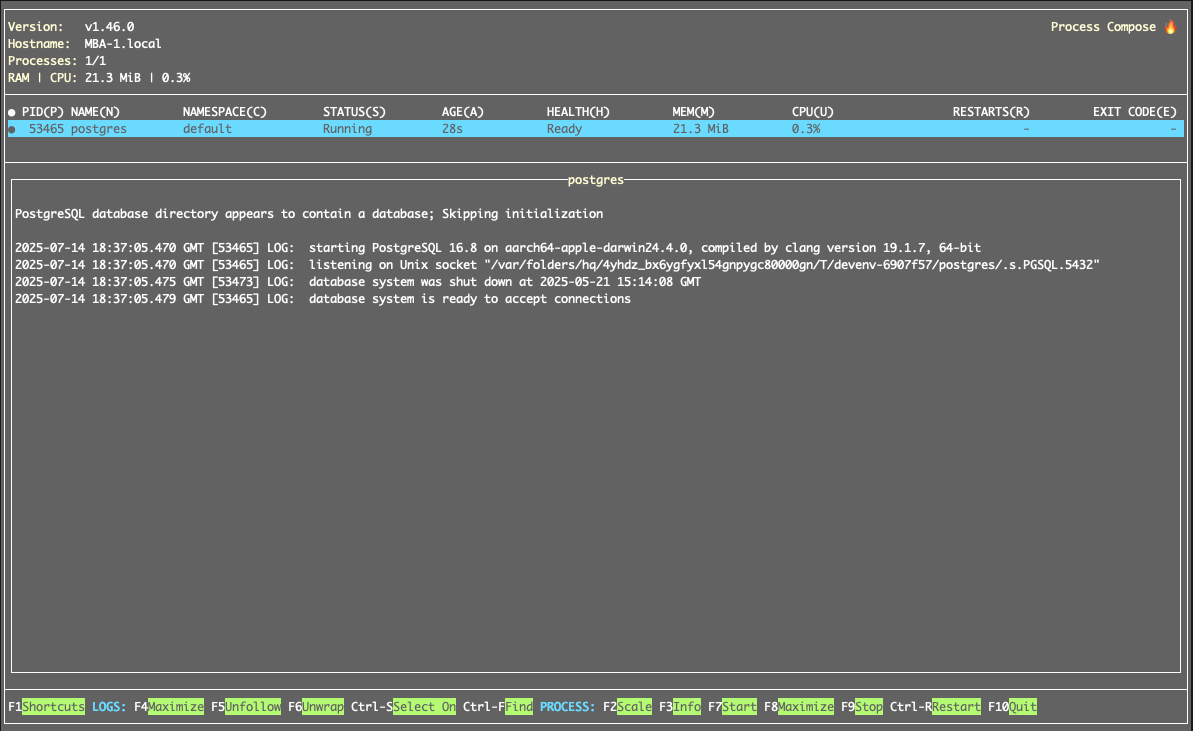 Version: v1.46.0 Process Compose 🔥
Hostname: MBA-1.local
Processes: 1/1
RAM | CPU: 21.3 MiB | 0.3%
● PID(P) NAME(N) NAMESPACE(C) STATUS(S) AGE(A) HEALTH(H) MEM(M) CPU(U) RESTARTS(R) EXIT CODE(E)
● 53465 postgres default Running 28s Ready 21.3 MiB 0.3% - -
postgres
PostgreSQL database directory appears to contain a database; Skipping initialization
2025-07-14 18:37:05.470 GMT [53465] LOG:  starting PostgreSQL 16.8 on aarch64-apple-darwin24.4.0, compiled by clang version 19.1.7, 64-bit
2025-07-14 18:37:05.470 GMT [53465] LOG:  listening on Unix socket "/var/folders/hq/4yhdz_bx6ygfyxl54gnpygc80000gn/T/devenv-6907f57/postgres/.s.PGSQL.5432"
2025-07-14 18:37:05.475 GMT [53473] LOG:  database system was shut down at 2025-05-21 15:14:08 GMT
2025-07-14 18:37:05.479 GMT [53465] LOG:  database system is ready to accept connections
F1Shortcuts LOGS: F4Maximize F5Unfollow F6Unwrap Ctrl-SSelect On Ctrl-FFind PROCESS: F2Scale F3Info F7Start F8Maximize F9Stop Ctrl-RRestart F10Quit